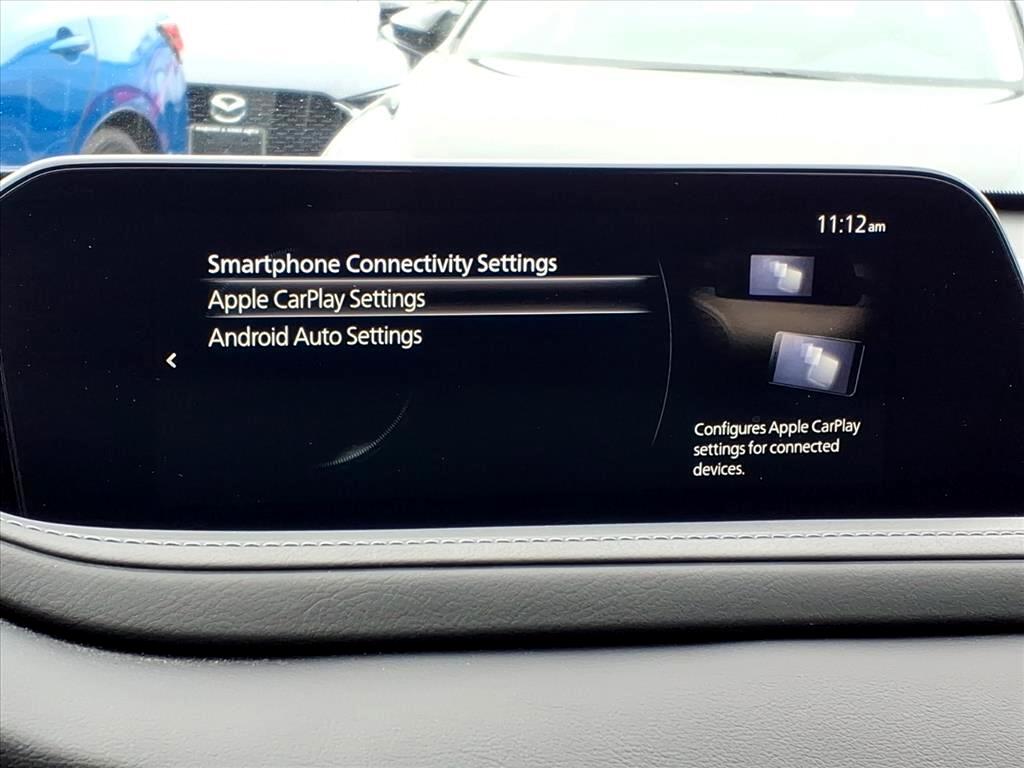 11:12am
Smartphone Connectivity Settings
Apple CarPlay Settings
Android Auto Settings
Configures Apple CarPlay
settings for connected
devices.